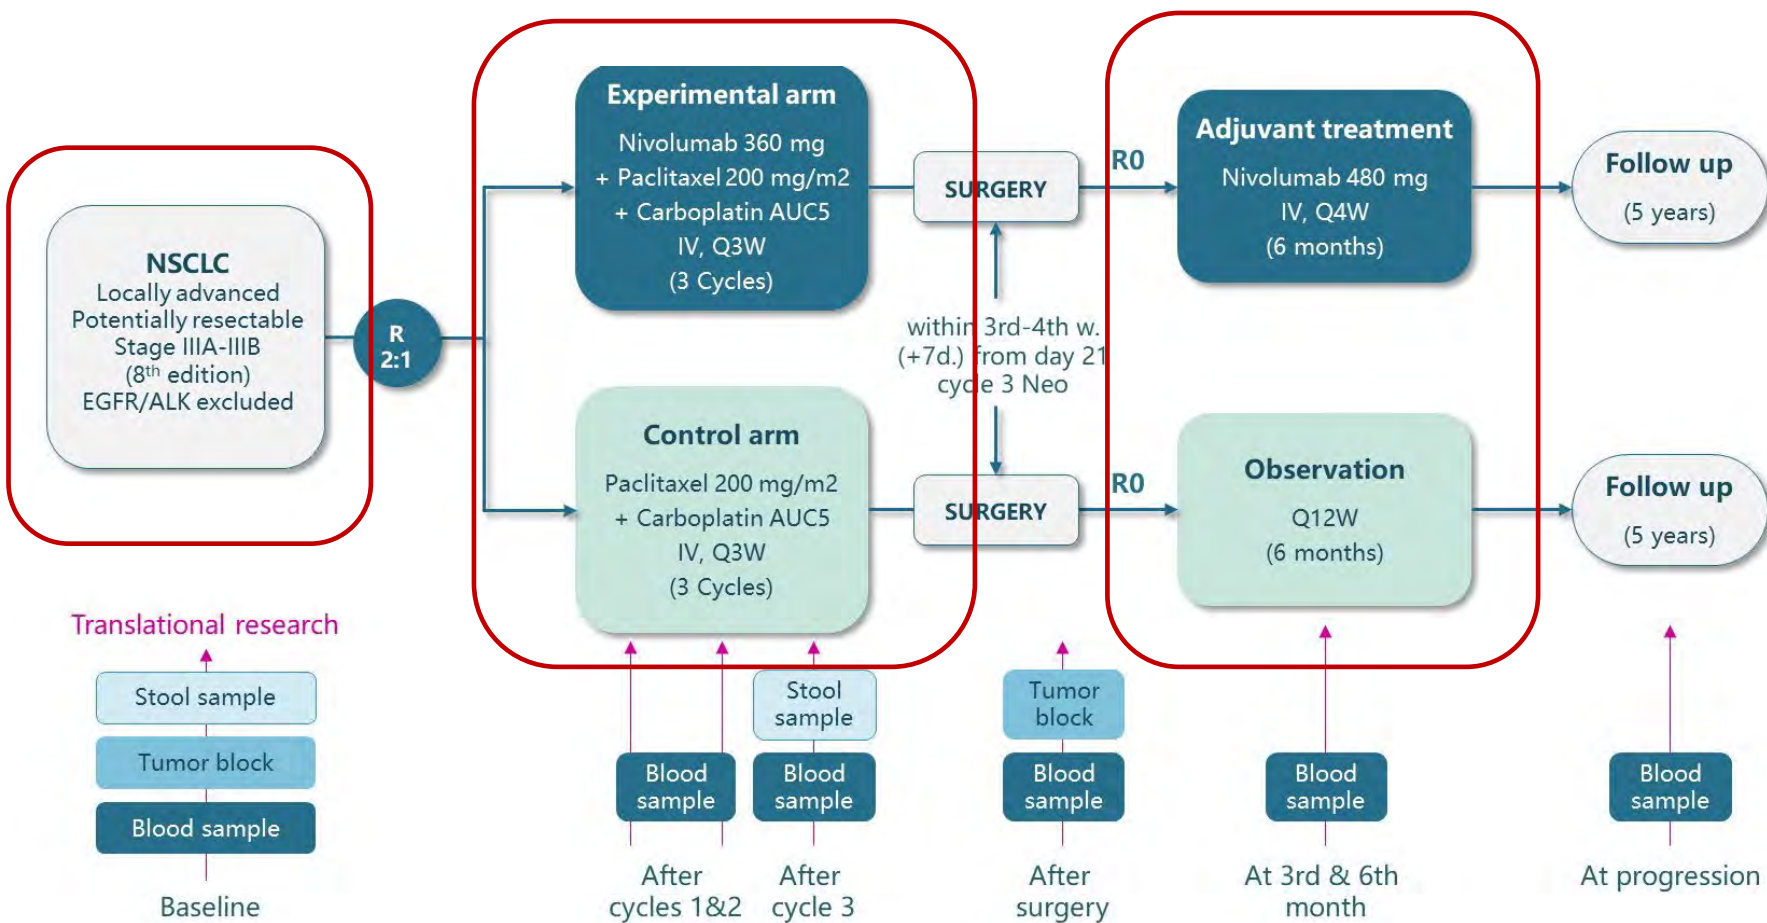 NSCLC
Locally advanced
Potentially resectable
Stage IIIA-IIIB
(8th edition)
EGFR/ALK excluded
R
2:1
Experimental arm
Nivolumab 360 mg
+ Paclitaxel 200 mg/m2
+ Carboplatin AUC5
IV, Q3W
(3 Cycles)
Control arm
Paclitaxel 200 mg/m2
+ Carboplatin AUC5
IV, Q3W
(3 Cycles)
SURGERY
within 3rd-4th w.
(+7d.) from day 21
cycle 3 Neo
SURGERY
R0
R0
Adjuvant treatment
Nivolumab 480 mg
IV, Q4W
(6 months)
Observation
Q12W
(6 months)
Follow up
(5 years)
Follow up
(5 years)
Translational research
Stool sample
Tumor block
Blood sample
Baseline
Blood
sample
After
cycles 1&2
Stool
sample
Blood
sample
After
cycle 3
Tumor
block
Blood
sample
After
surgery
Blood
sample
At 3rd & 6th
month
Blood
sample
At progression